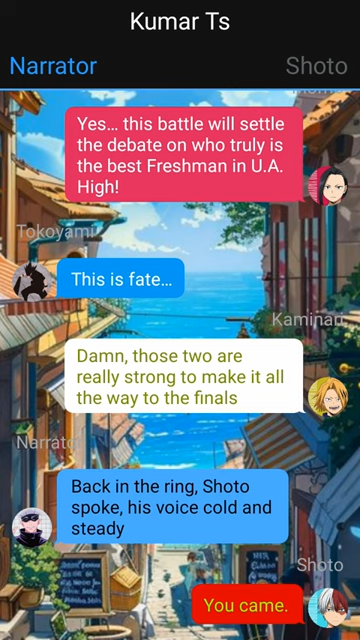 Kumar Ts
Narrator
Shoto
Yes... this battle will settle
the debate on who truly is
the best Freshman in U.A.
High!
Tokoyami
This is fate...
Kaminari
Damn, those two are
really strong to make it all
the way to the finals
Narrator
Back in the ring, Shoto
spoke, his voice cold and
steady
Shoto
You came.